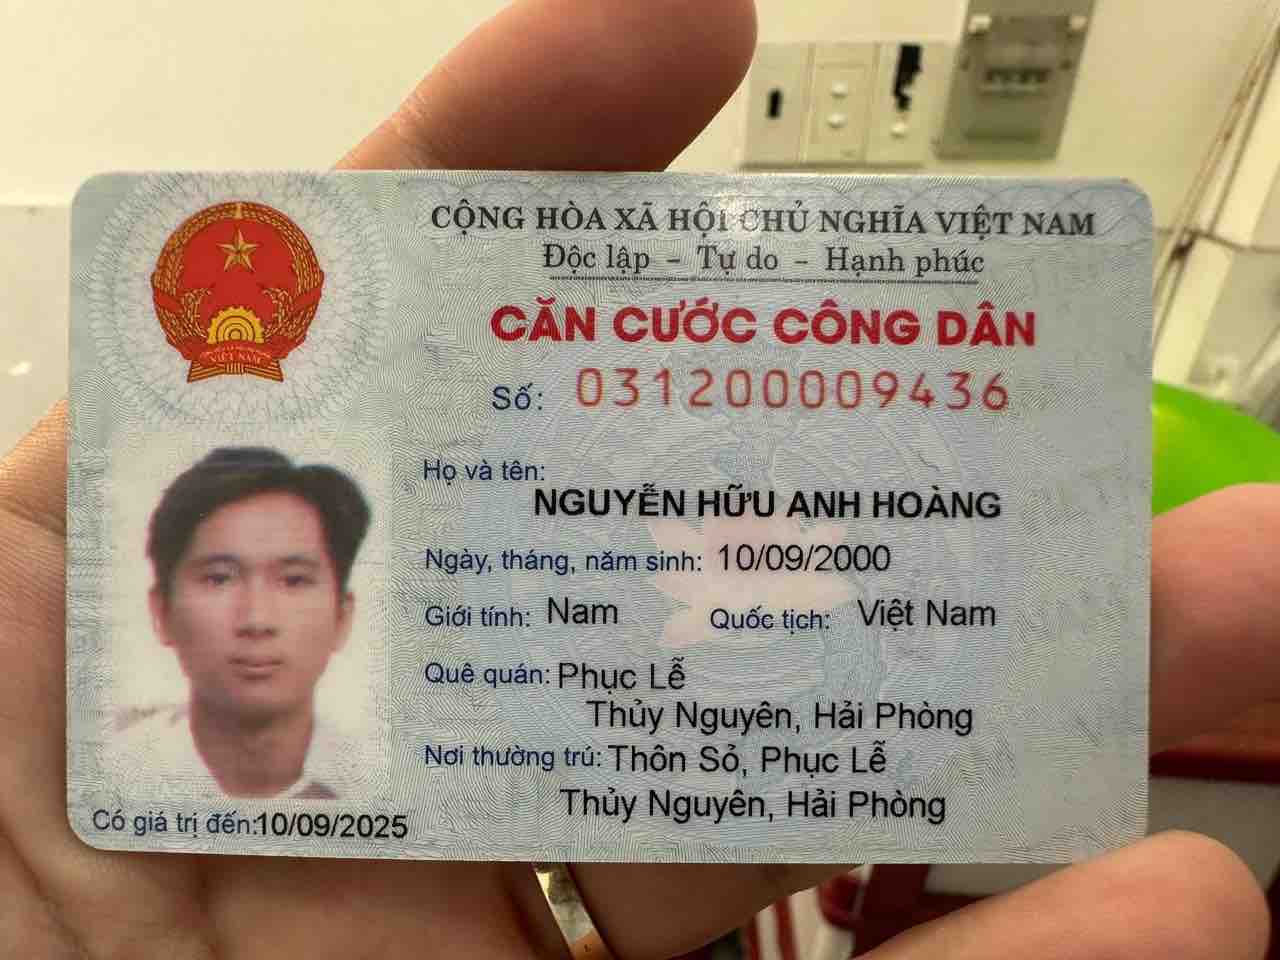 CỘNG HÒA XÃ HỘI CHỦ NGHĨA VIỆT NAM
Độc lập – Tự do – Hạnh phúc
CĂN CƯỚC CÔNG DÂN
Số: 031200009436
Họ và tên:
NGUYỄN HỮU ANH HOÀNG
Ngày, tháng, năm sinh: 10/09/2000
Giới tính: Nam Quốc tịch: Việt Nam
Quê quán: Phục Lễ
Thủy Nguyên, Hải Phòng
Nơi thường trú: Thôn Sỏ, Phục Lễ
Thủy Nguyên, Hải Phòng
Có giá trị đến: 10/09/2025
VIỆT NAM